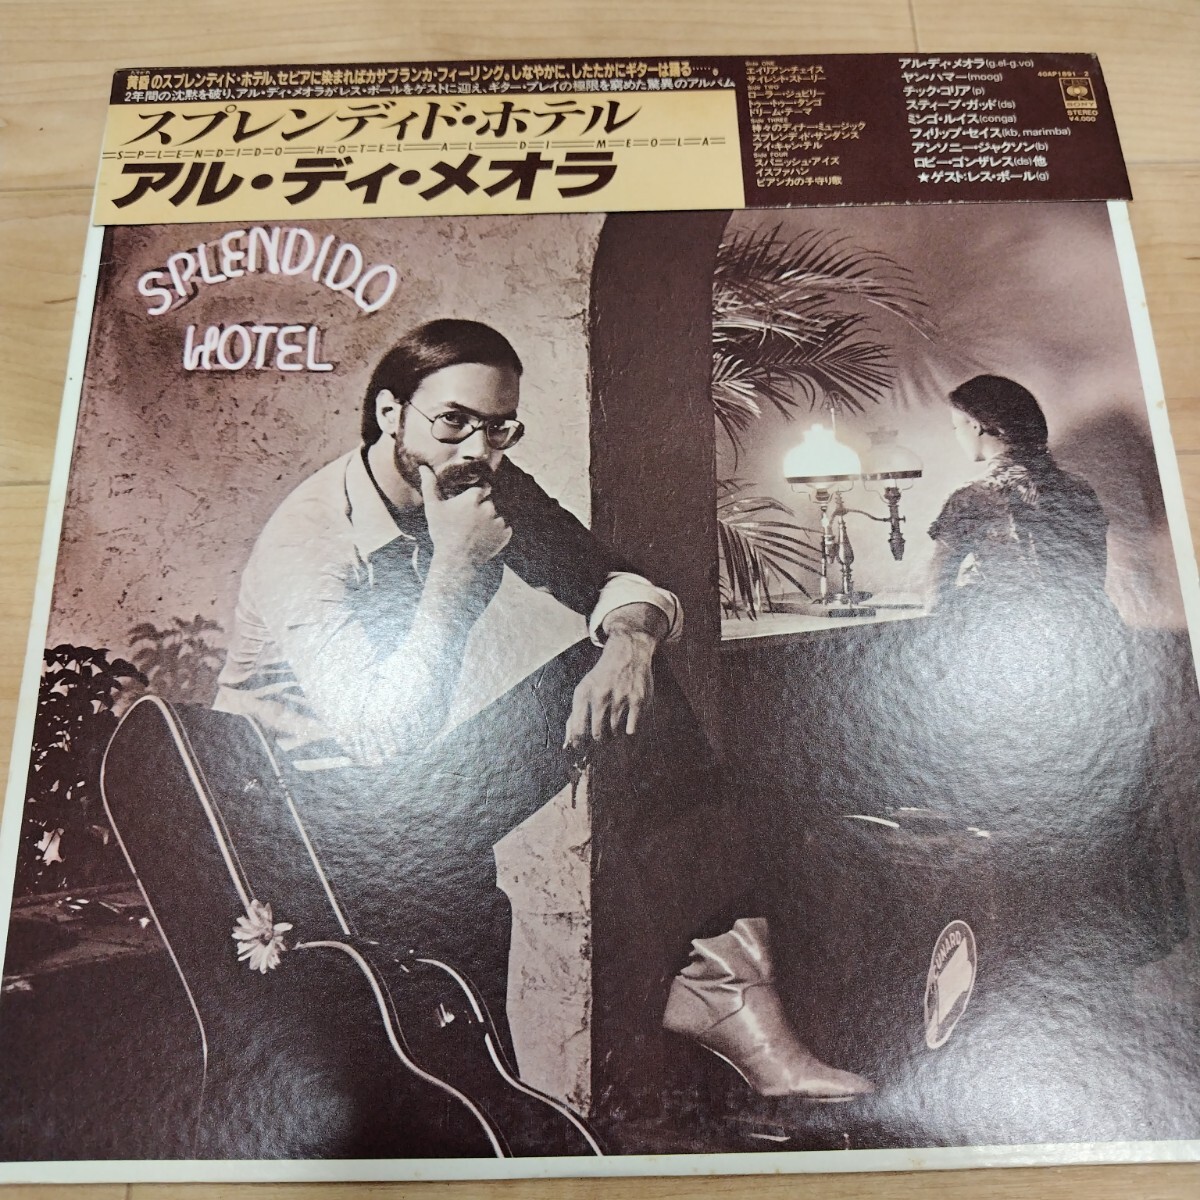 黄昏のスプレンディド・ホテル、セピアに染まればカサブランカ・フィーリング。しなやかに、したたかにギターは踊る……。
2年間の沈黙を破り、アル・ディ・メオラがレス・ポールをゲストに迎え、ギター・プレイの極限を窮めた驚異のアルバム
スプレンディド・ホテル
SPLENDIDO HOTEL AL DI MEOLA
アル・ディ・メオラ
Side ONE
エイリアン・チェイス
サイレント・ストーリー
Side TWO
ローラー・ジュビリー
トゥー・トゥー・タンゴ
ドリーム・テーマ
Side THREE
神々のディナー・ミュージック
スプレンディド・サンダンス
アイ・キャン・テル
Side FOUR
スパニッシュ・アイズ
イスファハン
ビアンカの子守り歌
アル・ディ・メオラ(g.el-g.vo)
ヤン・ハマー(moog)
チック・コリア(p)
スティーブ・ガッド(ds)
ミンゴ・ルイス(conga)
フィリップ・セイス(kb, marimba)
アンソニー・ジャクソン(b)
ロビー・ゴンザレス(ds)他
★ゲスト:レス・ポール(g)
40AP1891~2
SONY
STEREO
¥4,000
SPLENDIDO
HOTEL
CUNARD